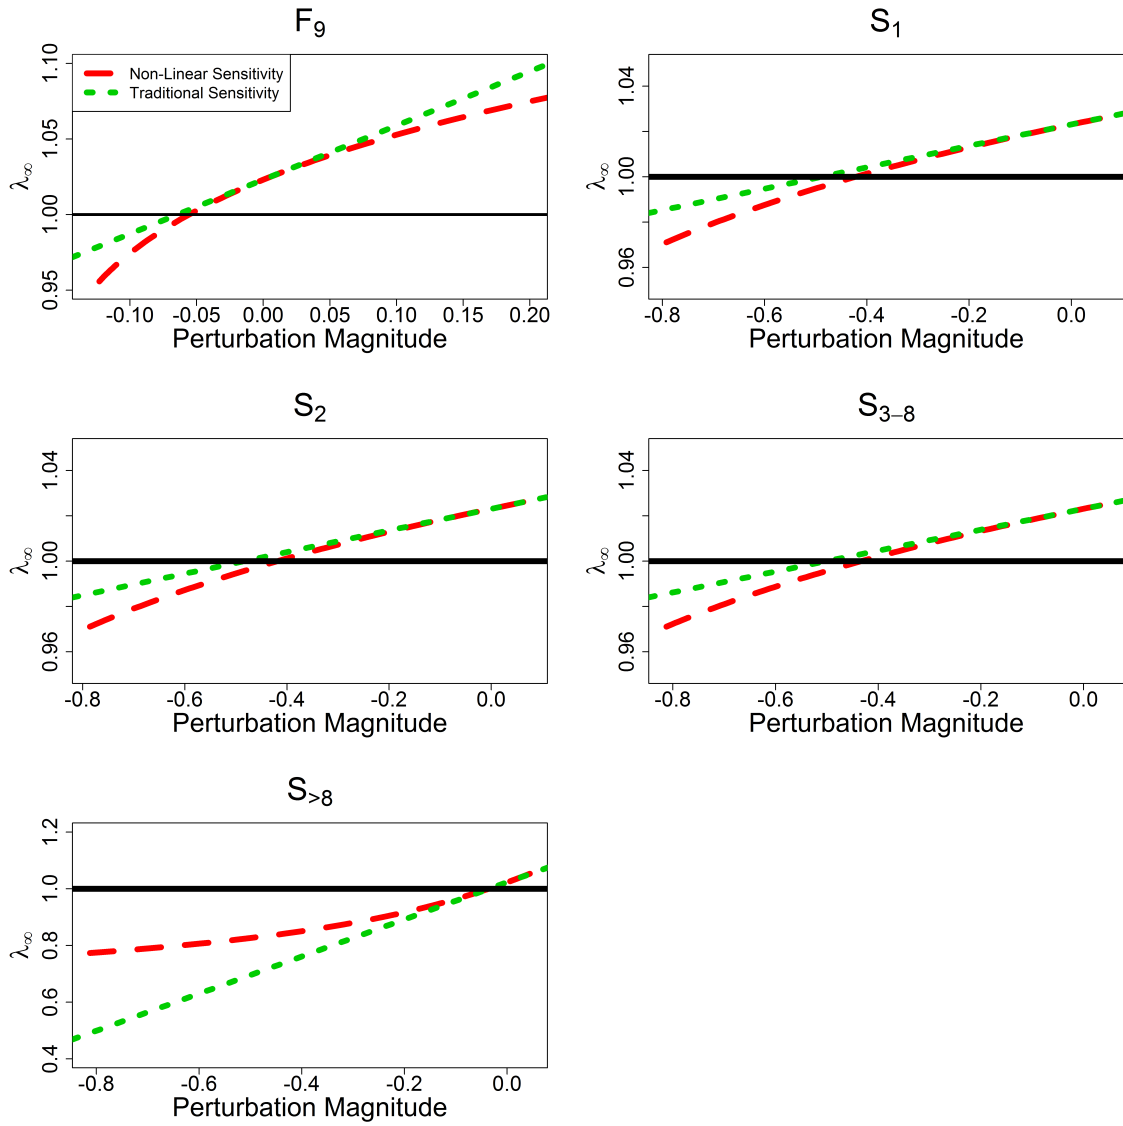 F9
1.10
1.05
1.00
0.95
λ∞
Non-Linear Sensitivity
Traditional Sensitivity
-0.10 -0.05 0.00 0.05 0.10 0.15 0.20
Perturbation Magnitude
S1
1.04
1.00
0.96
λ∞
-0.8 -0.6 -0.4 -0.2 0.0
Perturbation Magnitude
S2
1.04
1.00
0.96
λ∞
-0.8 -0.6 -0.4 -0.2 0.0
Perturbation Magnitude
S3–8
1.04
1.00
0.96
λ∞
-0.8 -0.6 -0.4 -0.2 0.0
Perturbation Magnitude
S>8
1.2
1.0
0.8
0.6
0.4
λ∞
-0.8 -0.6 -0.4 -0.2 0.0
Perturbation Magnitude